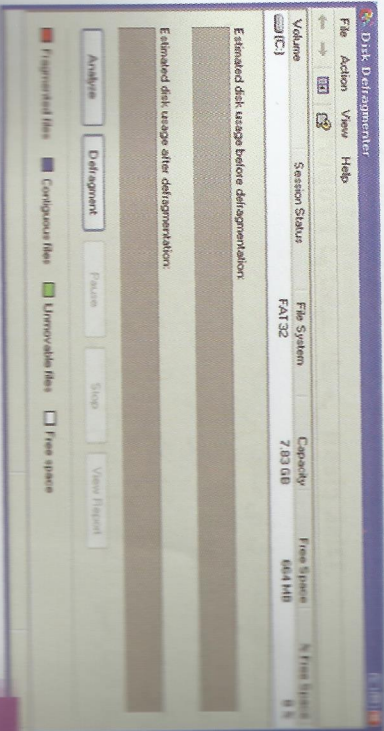 Disk Defragmenter
File Action View Help
Volume Session Status File System Capacity Free Space % Free Space
(C:) FAT32 7.83 GB 664 MB 8 %
Estimated disk usage before defragmentation:
Estimated disk usage after defragmentation:
Analyze Defragment Pause Stop View Report
Fragmented files Contiguous files Unmovable files Free space